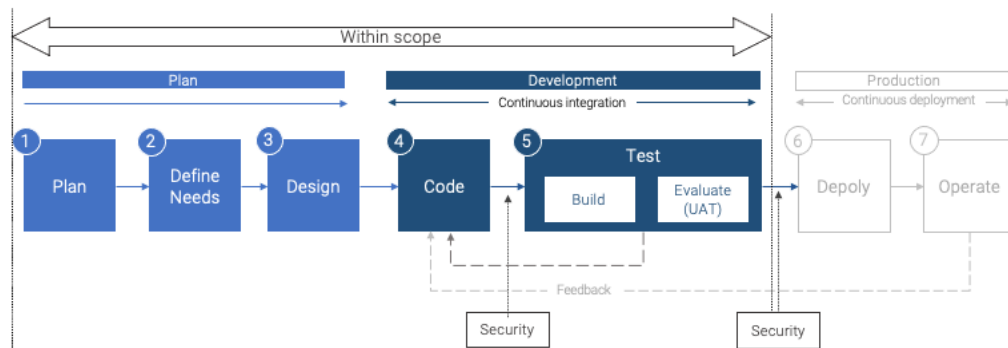 Within scope
Plan
Development
Production
Continuous integration
Continuous deployment
1
2
3
4
5
6
7
Plan
Define
Needs
Design
Code
Test
Build
Evaluate
(UAT)
Depoly
Operate
Feedback
Security
Security